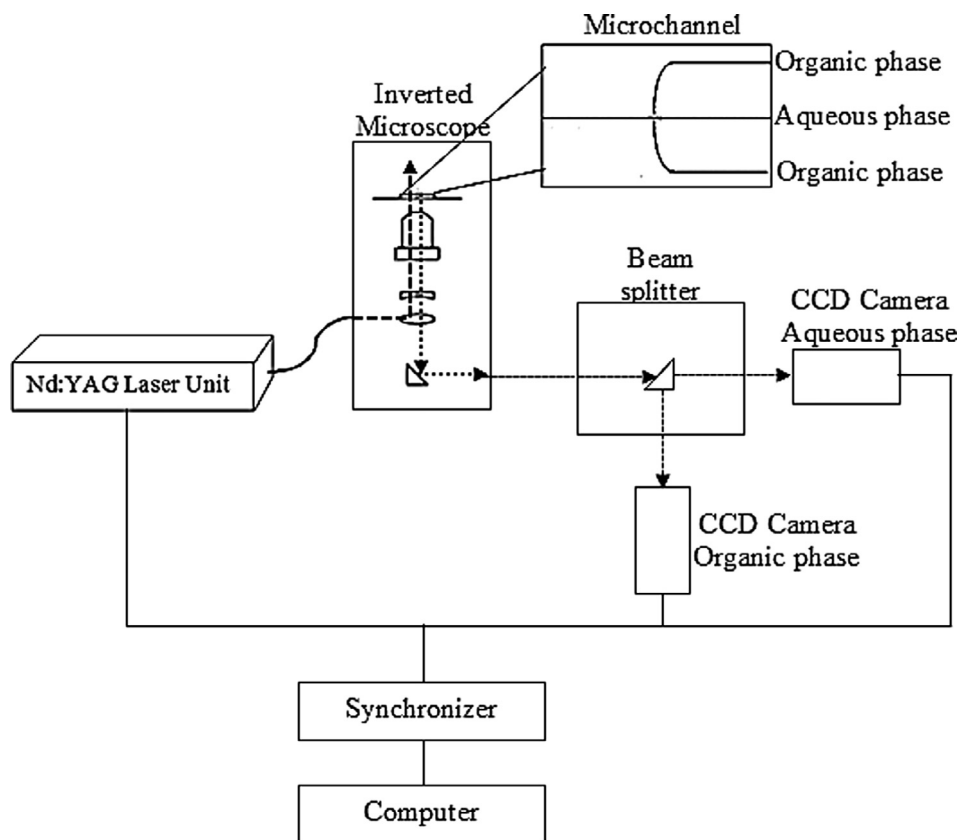 Microchannel
Organic phase
Aqueous phase
Organic phase
Inverted
Microscope
Beam
splitter
CCD Camera
Aqueous phase
Nd:YAG Laser Unit
CCD Camera
Organic phase
Synchronizer
Computer